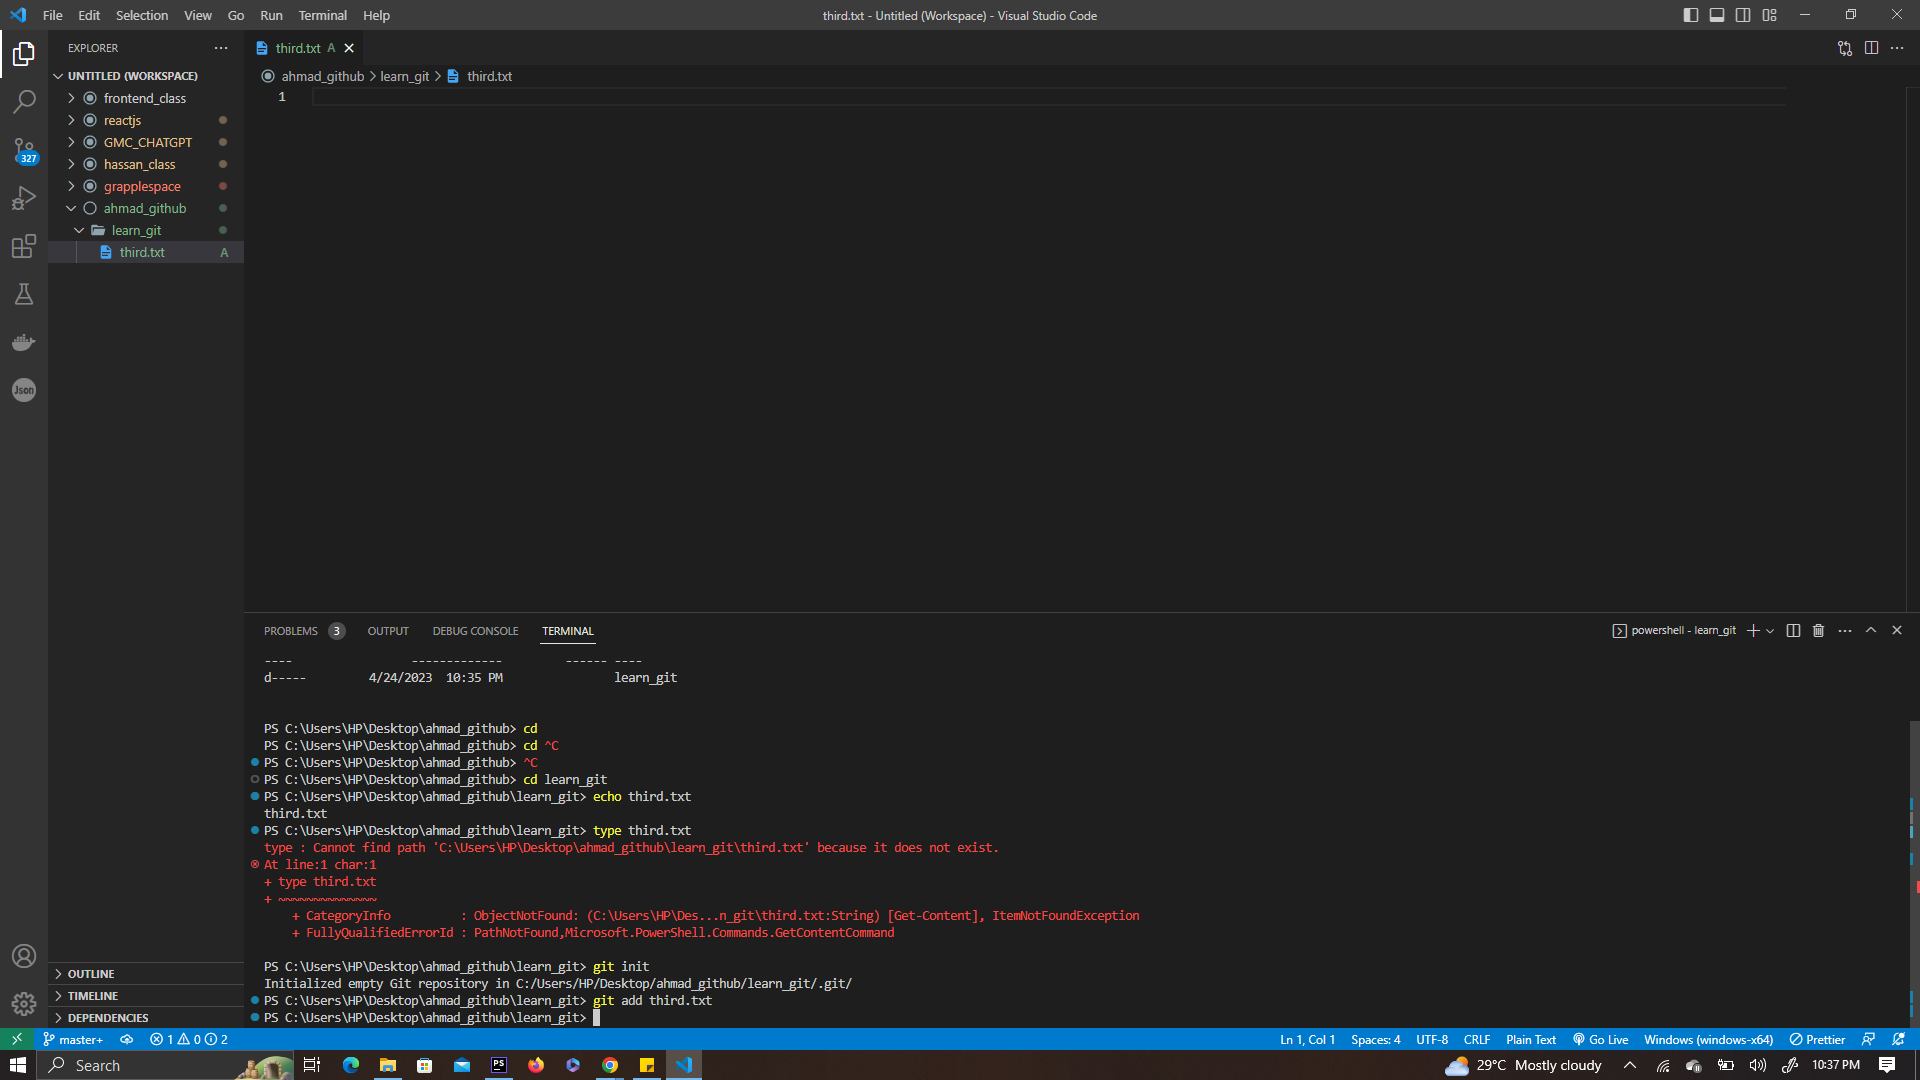 File Edit Selection View Go Run Terminal Help
third.txt - Untitled (Workspace) - Visual Studio Code
EXPLORER
third.txt A
UNTITLED (WORKSPACE)
ahmad_github > learn_git > third.txt
1
frontend_class
reactjs
GMC_CHATGPT
327
hassan_class
grapplespace
ahmad_github
learn_git
third.txt A
Json
PROBLEMS 3 OUTPUT DEBUG CONSOLE TERMINAL
powershell - learn_git
---- ------------- ------ ----
d----- 4/24/2023 10:35 PM learn_git
PS C:\Users\HP\Desktop\ahmad_github> cd
PS C:\Users\HP\Desktop\ahmad_github> cd ^C
PS C:\Users\HP\Desktop\ahmad_github> ^C
PS C:\Users\HP\Desktop\ahmad_github> cd learn_git
PS C:\Users\HP\Desktop\ahmad_github\learn_git> echo third.txt
third.txt
PS C:\Users\HP\Desktop\ahmad_github\learn_git> type third.txt
type : Cannot find path 'C:\Users\HP\Desktop\ahmad_github\learn_git\third.txt' because it does not exist.
At line:1 char:1
+ type third.txt
+ ~~~~~~~~~~~~~~
+ CategoryInfo : ObjectNotFound: (C:\Users\HP\Des...n_git\third.txt:String) [Get-Content], ItemNotFoundException
+ FullyQualifiedErrorId : PathNotFound,Microsoft.PowerShell.Commands.GetContentCommand
PS C:\Users\HP\Desktop\ahmad_github\learn_git> git init
Initialized empty Git repository in C:/Users/HP/Desktop/ahmad_github/learn_git/.git/
PS C:\Users\HP\Desktop\ahmad_github\learn_git> git add third.txt
PS C:\Users\HP\Desktop\ahmad_github\learn_git>
OUTLINE
TIMELINE
DEPENDENCIES
master+ 1 0 2
Ln 1, Col 1 Spaces: 4 UTF-8 CRLF Plain Text Go Live Windows (windows-x64) Prettier
Search
PS
29°C Mostly cloudy
10:37 PM